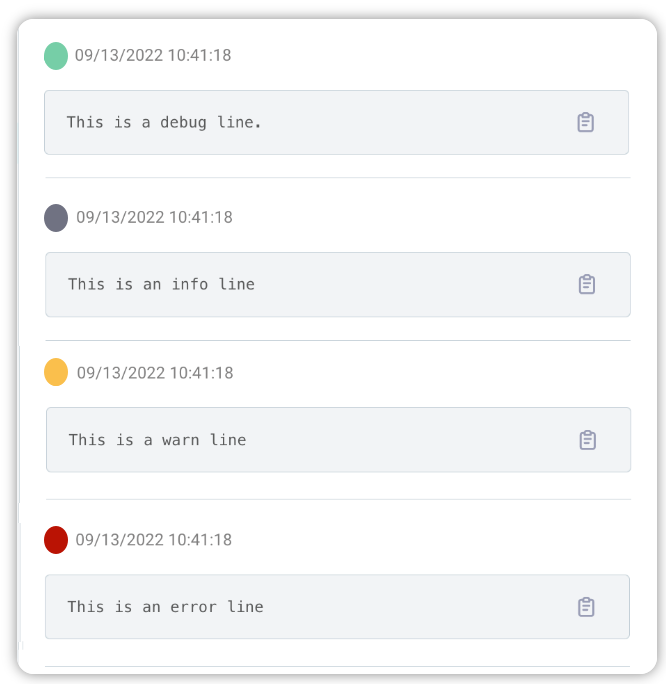 09/13/2022 10:41:18
This is a debug line.
09/13/2022 10:41:18
This is an info line
09/13/2022 10:41:18
This is a warn line
09/13/2022 10:41:18
This is an error line